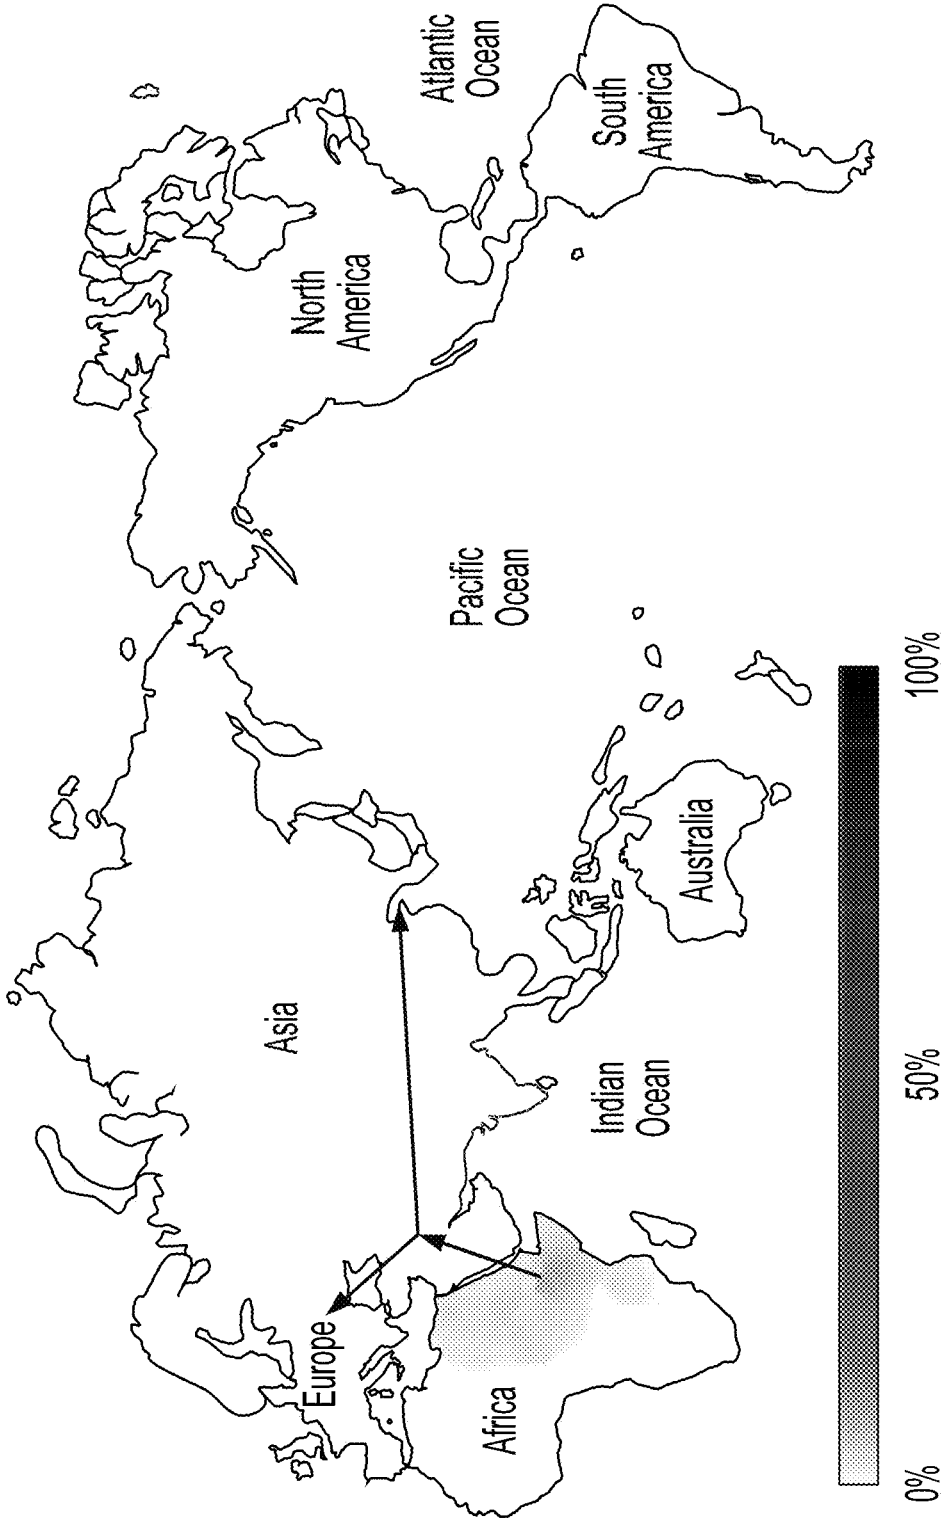 Asia
Europe
Africa
North
America
Atlantic
Ocean
Pacific
Ocean
South
America
Indian
Ocean
Australia
0%
50%
100%